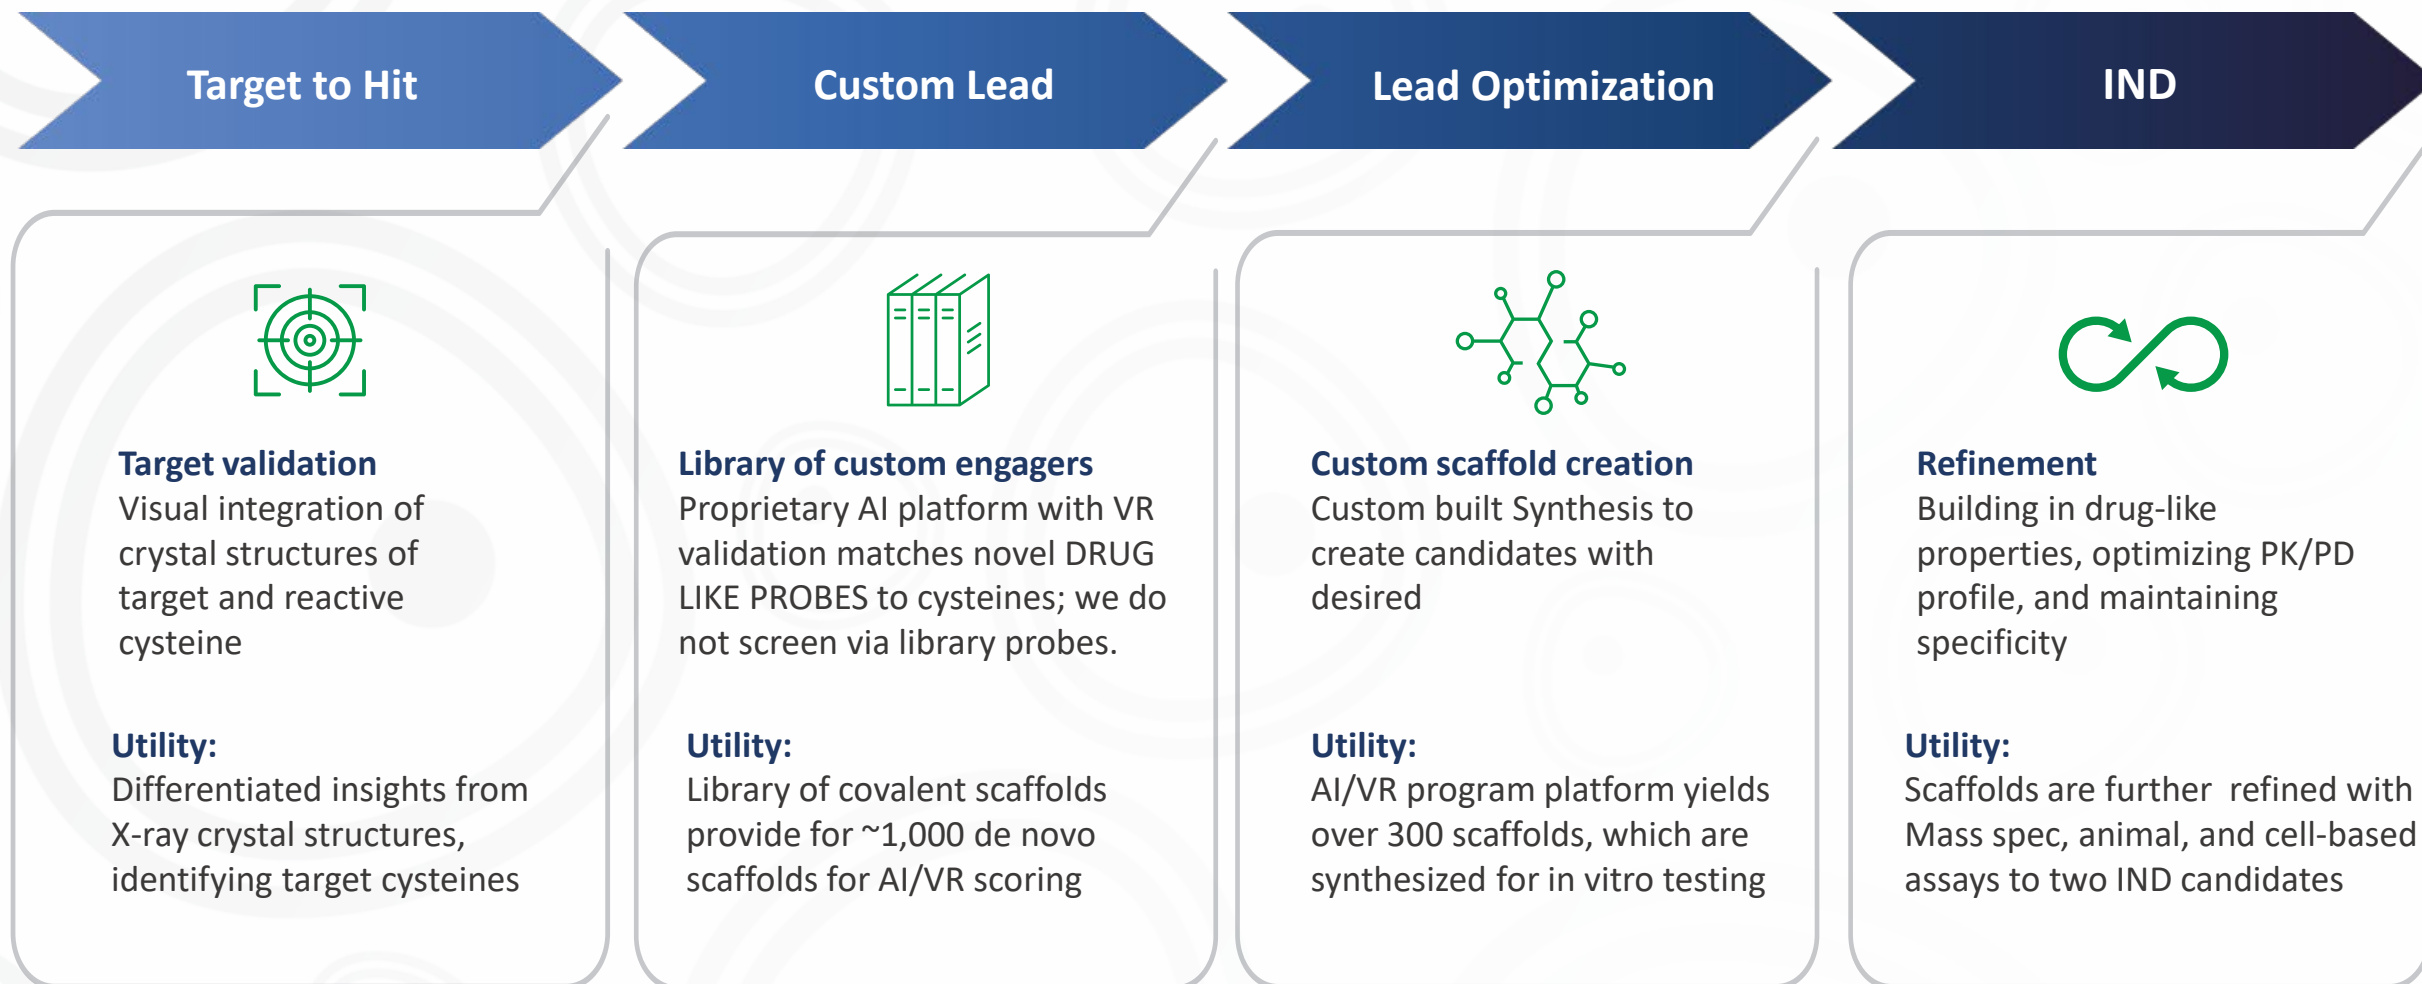 Target to Hit
Custom Lead
Lead Optimization
IND
Target validation
Visual integration of
crystal structures of
target and reactive
cysteine
Utility:
Differentiated insights from
X-ray crystal structures,
identifying target cysteines
Library of custom engagers
Proprietary AI platform with VR
validation matches novel DRUG
LIKE PROBES to cysteines; we do
not screen via library probes.
Utility:
Library of covalent scaffolds
provide for ~1,000 de novo
scaffolds for AI/VR scoring
Custom scaffold creation
Custom built Synthesis to
create candidates with
desired
Utility:
AI/VR program platform yields
over 300 scaffolds, which are
synthesized for in vitro testing
Refinement
Building in drug-like
properties, optimizing PK/PD
profile, and maintaining
specificity
Utility:
Scaffolds are further  refined with
Mass spec, animal, and cell-based
assays to two IND candidates